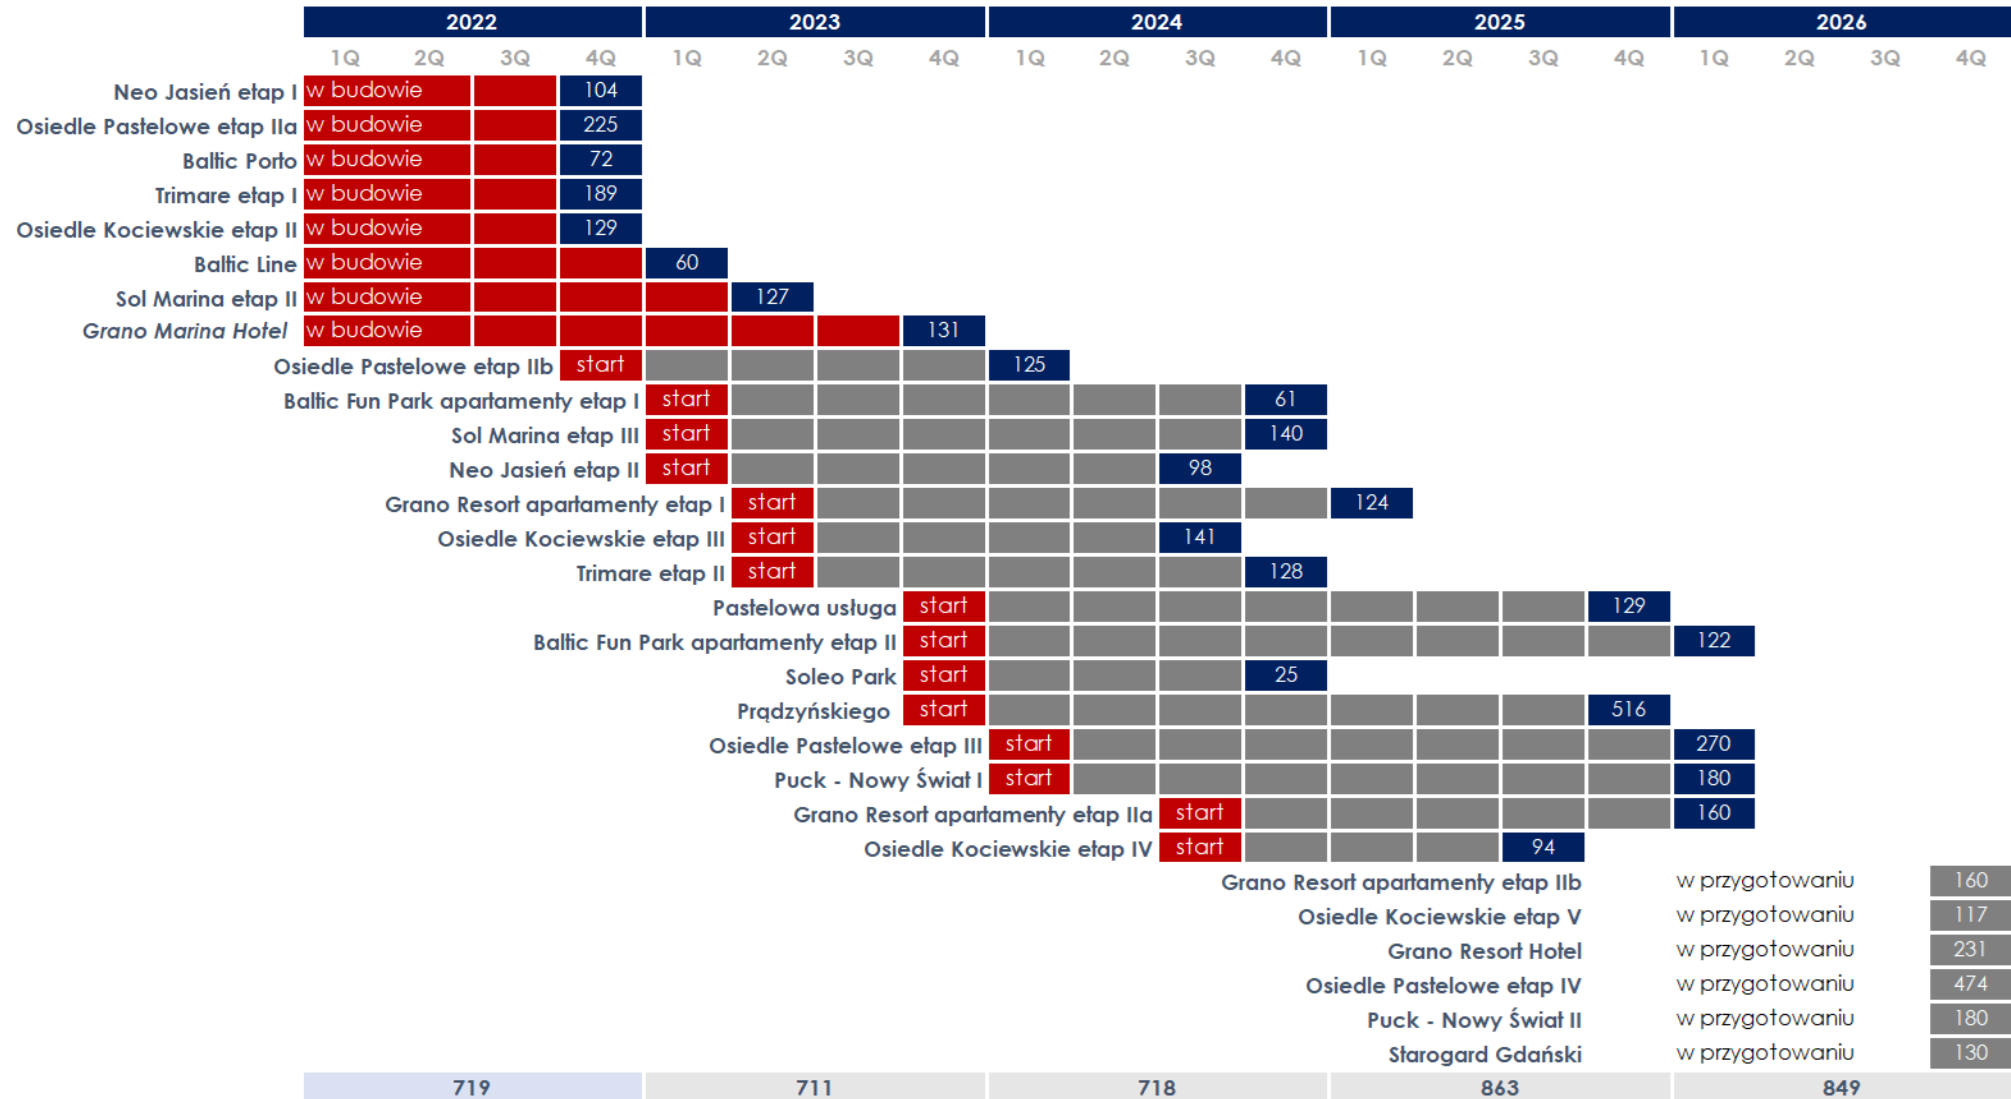 2022 2023 2024 2025 2026
1Q 2Q 3Q 4Q 1Q 2Q 3Q 4Q 1Q 2Q 3Q 4Q 1Q 2Q 3Q 4Q 1Q 2Q 3Q 4Q
Neo Jasień etap I w budowie 104
Osiedle Pastelowe etap IIa w budowie 225
Baltic Porto w budowie 72
Trimare etap I w budowie 189
Osiedle Kociewskie etap II w budowie 129
Baltic Line w budowie 60
Sol Marina etap II w budowie 127
Grano Marina Hotel w budowie 131
Osiedle Pastelowe etap IIb start 125
Baltic Fun Park apartamenty etap I start 61
Sol Marina etap III start 140
Neo Jasień etap II start 98
Grano Resort apartamenty etap I start 124
Osiedle Kociewskie etap III start 141
Trimare etap II start 128
Pastelowa usługa start 129
Baltic Fun Park apartamenty etap II start 122
Soleo Park start 25
Prądzyńskiego start 516
Osiedle Pastelowe etap III start 270
Puck - Nowy Świat I start 180
Grano Resort apartamenty etap IIa start 160
Osiedle Kociewskie etap IV start 94
Grano Resort apartamenty etap IIb w przygotowaniu 160
Osiedle Kociewskie etap V w przygotowaniu 117
Grano Resort Hotel w przygotowaniu 231
Osiedle Pastelowe etap IV w przygotowaniu 474
Puck - Nowy Świat II w przygotowaniu 180
Starogard Gdański w przygotowaniu 130
719 711 718 863 849